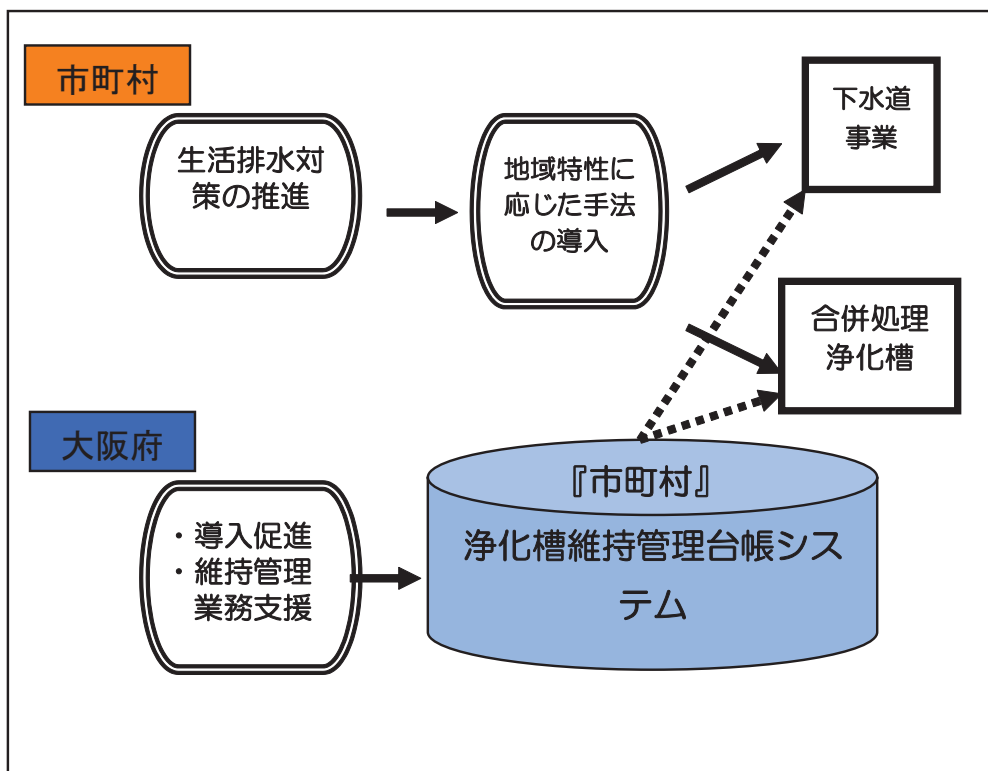 市町村
生活排水対
策の推進
地域特性に
応じた手法
の導入
下水道
事業
合併処理
浄化槽
大阪府
・導入促進
・維持管理
業務支援
『市町村』
浄化槽維持管理台帳シス
テム